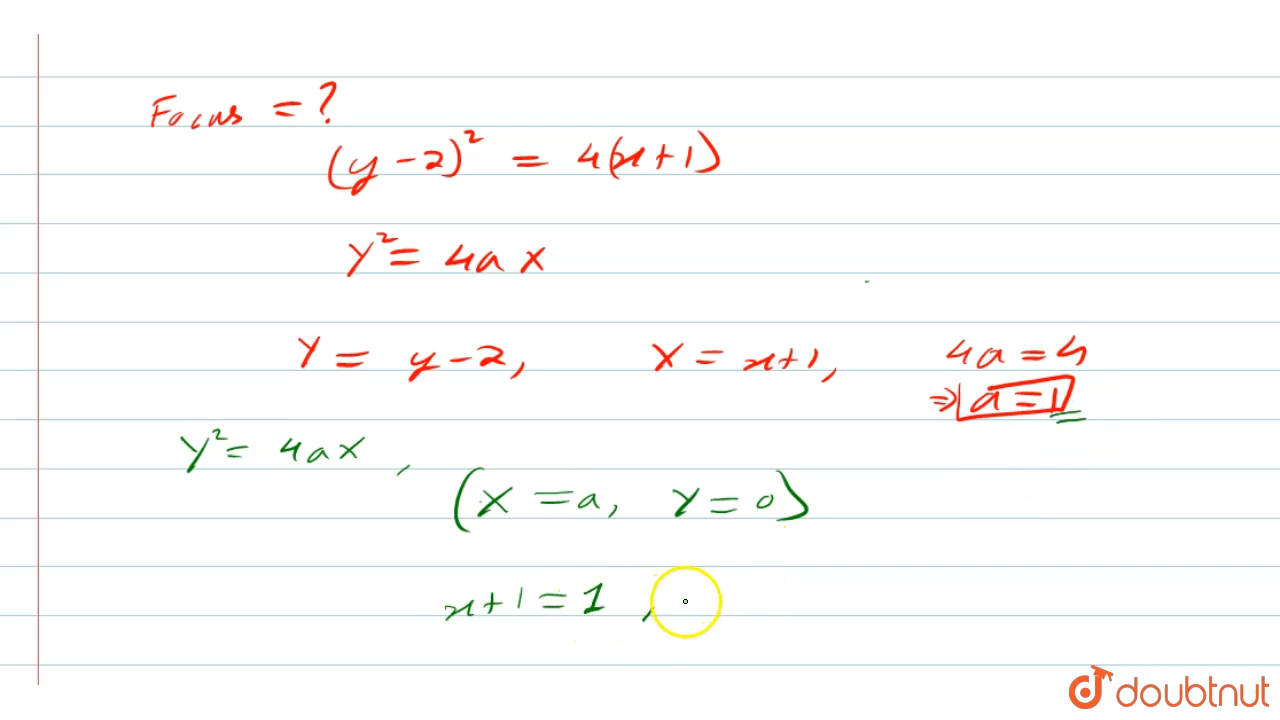 Focus = ?
(y-2)² = 4(x+1)
Y² = 4aX
Y = y-2, X = x+1, 4a = 4
⇒ a = 1
Y² = 4aX,
(X = a, Y = 0)
x+1 = 1,
doubtnut